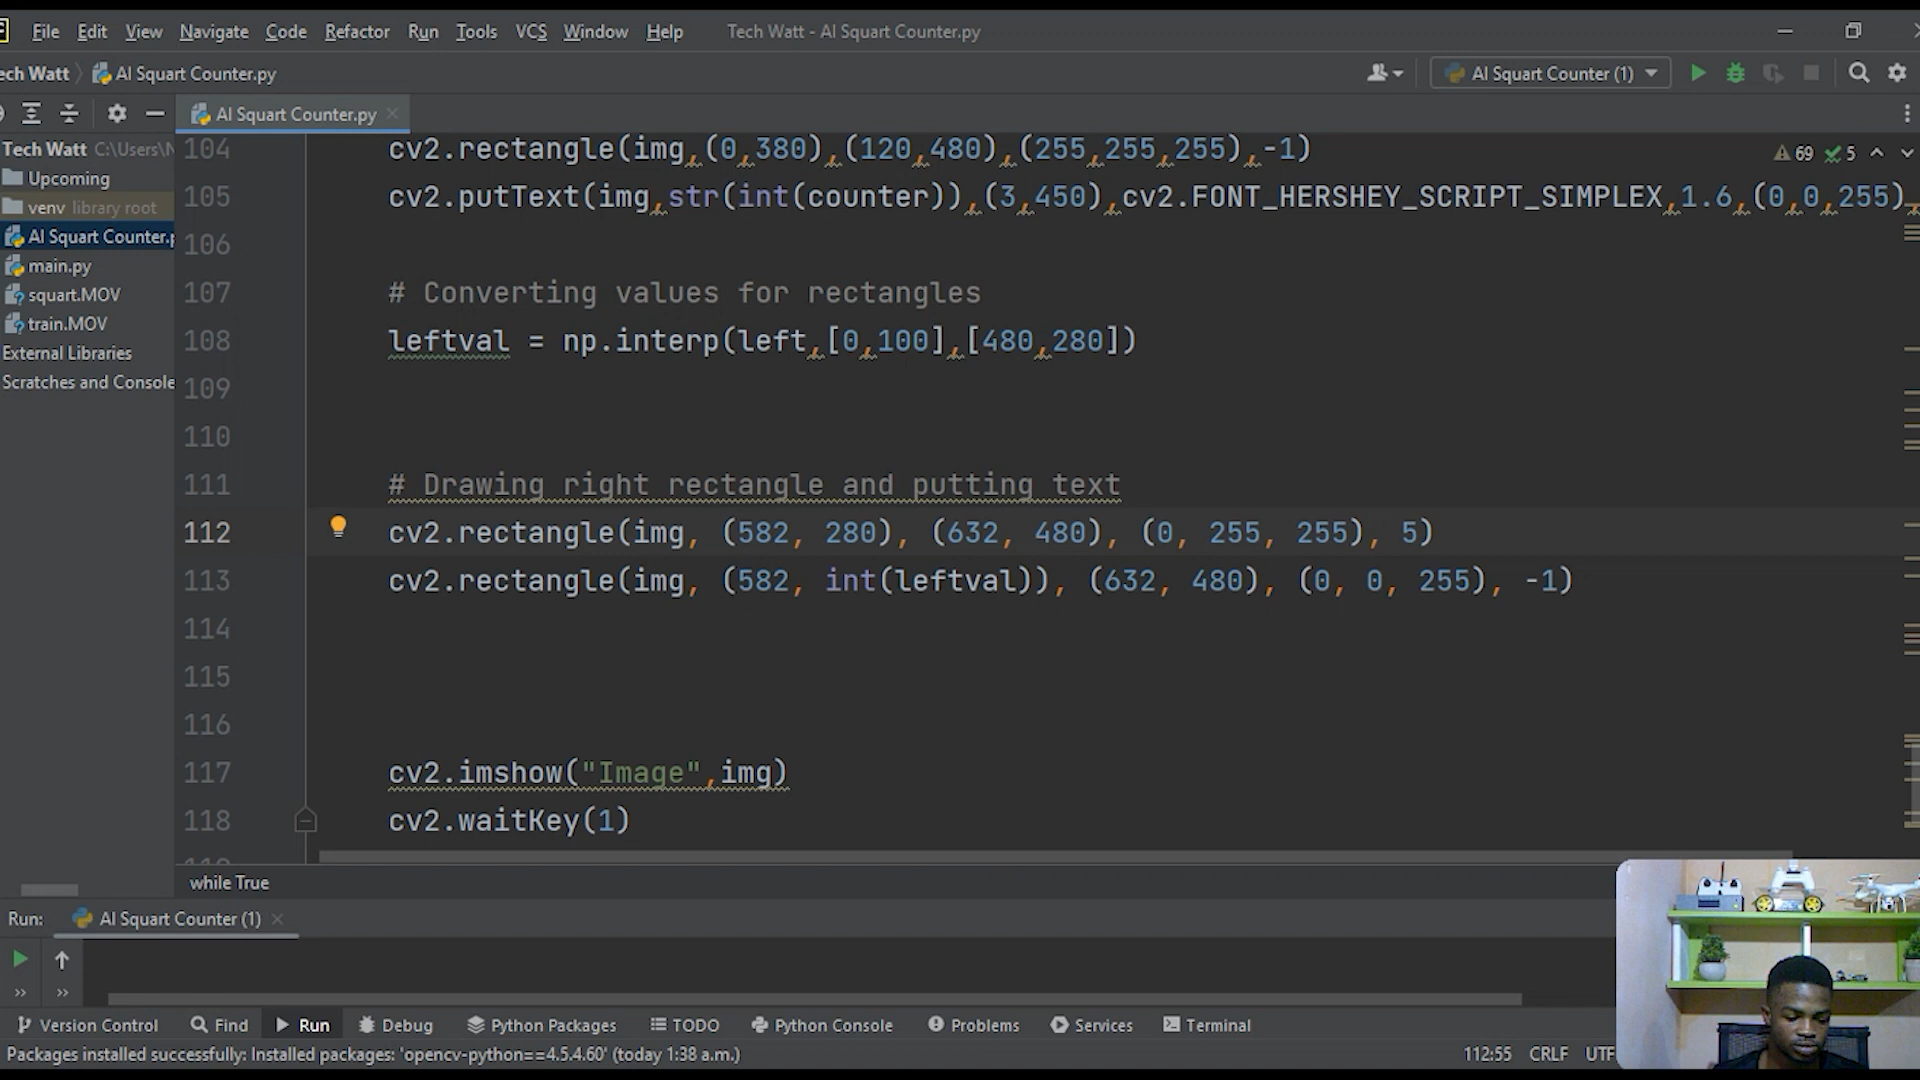 File Edit View Navigate Code Refactor Run Tools VCS Window Help Tech Watt - AI Squart Counter.py
ech Watt AI Squart Counter.py AI Squart Counter (1)
AI Squart Counter.py
Tech Watt C:\Users\N
Upcoming
venv library root
AI Squart Counter.p
main.py
squart.MOV
train.MOV
External Libraries
Scratches and Console
69 5
104 cv2.rectangle(img,(0,380),(120,480),(255,255,255),-1)
105 cv2.putText(img,str(int(counter)),(3,450),cv2.FONT_HERSHEY_SCRIPT_SIMPLEX,1.6,(0,0,255),
106
107 # Converting values for rectangles
108 leftval = np.interp(left,[0,100],[480,280])
109
110
111 # Drawing right rectangle and putting text
112 cv2.rectangle(img, (582, 280), (632, 480), (0, 255, 255), 5)
113 cv2.rectangle(img, (582, int(leftval)), (632, 480), (0, 0, 255), -1)
114
115
116
117 cv2.imshow("Image",img)
118 cv2.waitKey(1)
while True
Run: AI Squart Counter (1)
Version Control Find Run Debug Python Packages TODO Python Console Problems Services Terminal
Packages installed successfully: Installed packages: 'opencv-python==4.5.4.60' (today 1:38 a.m.) 112:55 CRLF UTF